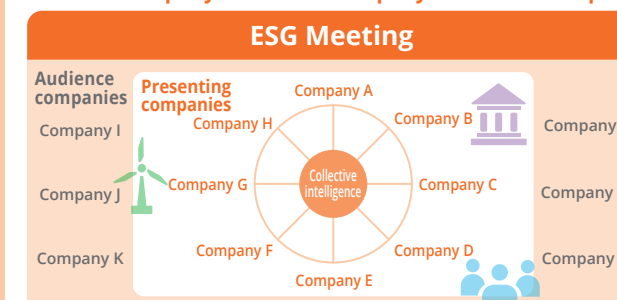 ESG Meeting
Audience
companies
Presenting
companies
Company A
Company B
Company C
Company D
Company E
Company F
Company G
Company H
Collective
intelligence
Company I
Company J
Company K
Company
Company
Company